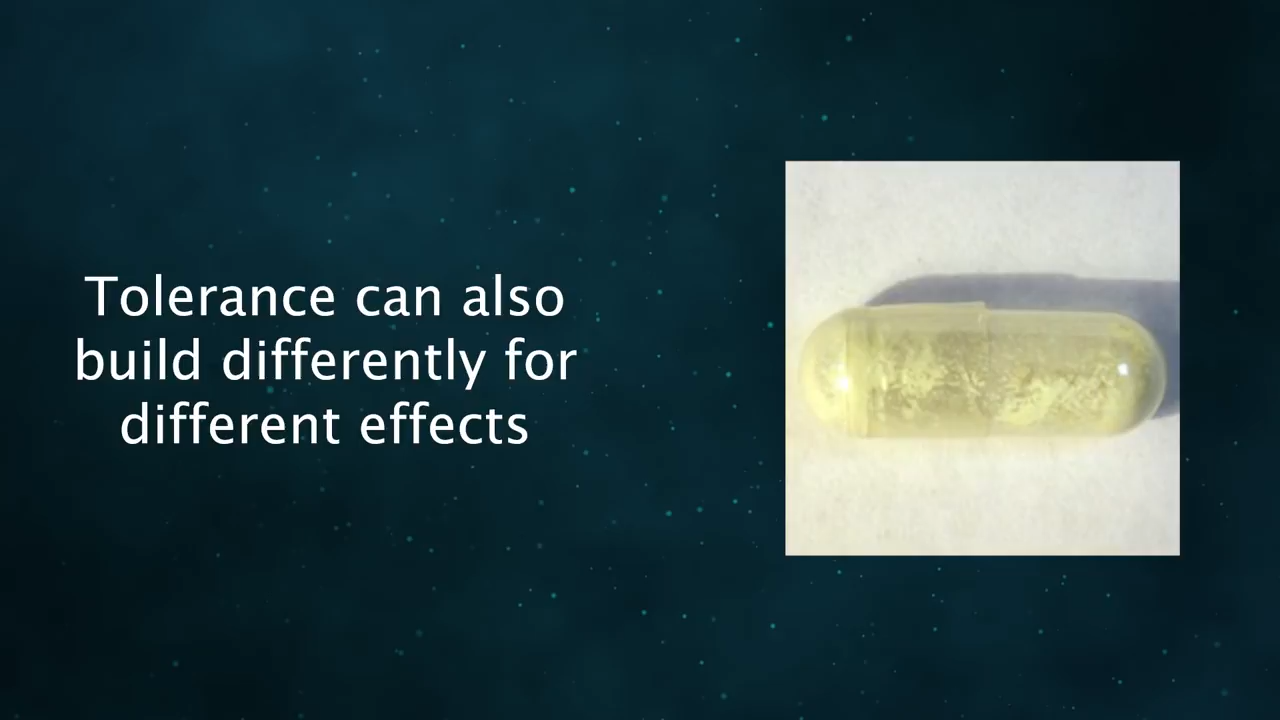 Tolerance can also
build differently for
different effects